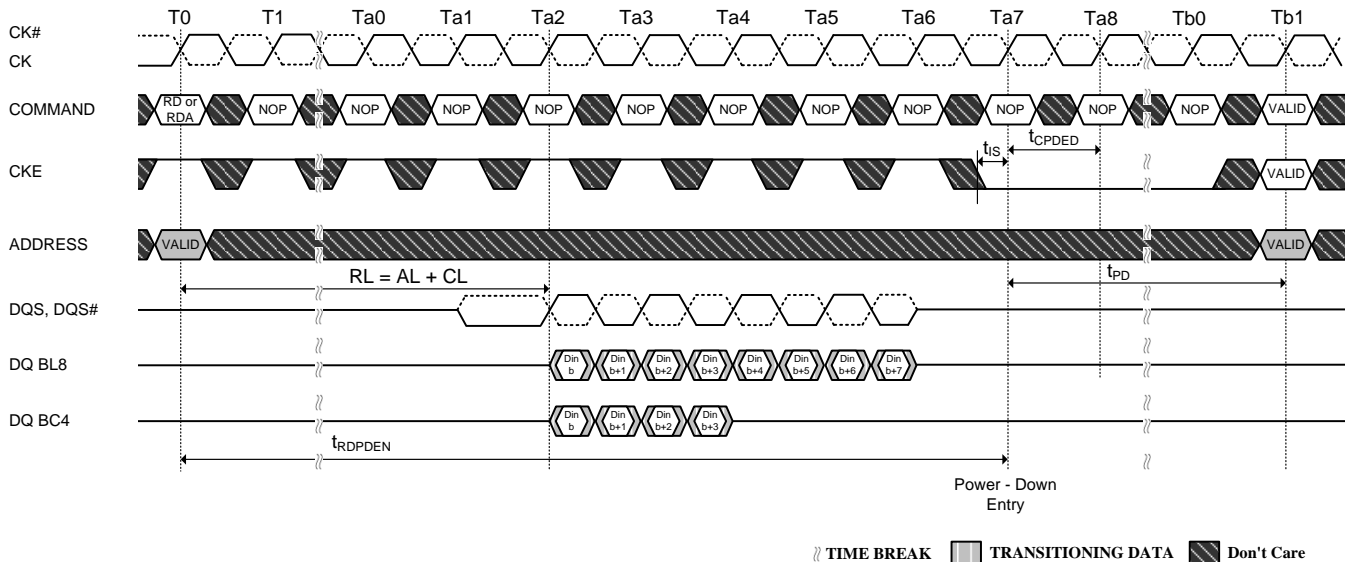 T0 T1 Ta0 Ta1 Ta2 Ta3 Ta4 Ta5 Ta6 Ta7 Ta8 Tb0 Tb1
CK#
CK
COMMAND RD or RDA NOP NOP NOP NOP NOP NOP NOP NOP NOP NOP NOP VALID
tIS tCPDED
CKE VALID
ADDRESS VALID VALID
RL = AL + CL tPD
DQS, DQS#
DQ BL8 Din b Din b+1 Din b+2 Din b+3 Din b+4 Din b+5 Din b+6 Din b+7
DQ BC4 Din b Din b+1 Din b+2 Din b+3
tRDPDEN
Power - Down
Entry
TIME BREAK TRANSITIONING DATA Don't Care